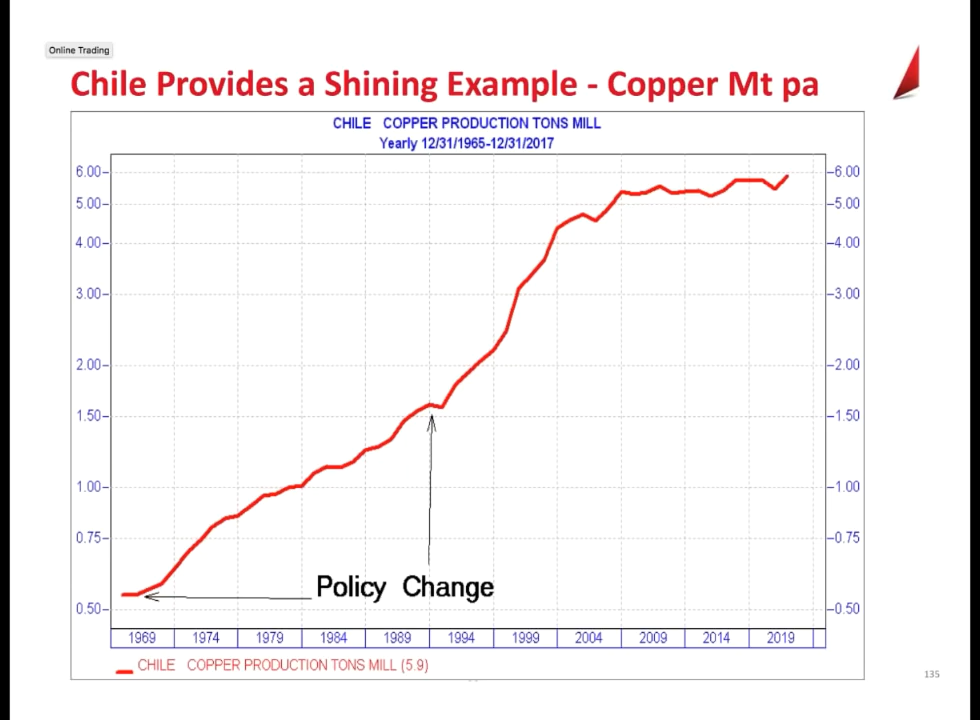 Online Trading
Chile Provides a Shining Example - Copper Mt pa
CHILE COPPER PRODUCTION TONS MILL
Yearly 12/31/1965-12/31/2017
6.00 6.00
5.00 5.00
4.00 4.00
3.00 3.00
2.00 2.00
1.50 1.50
1.00 1.00
0.75 0.75
Policy Change
0.50 0.50
1969 1974 1979 1984 1989 1994 1999 2004 2009 2014 2019
CHILE COPPER PRODUCTION TONS MILL (5.9)
135